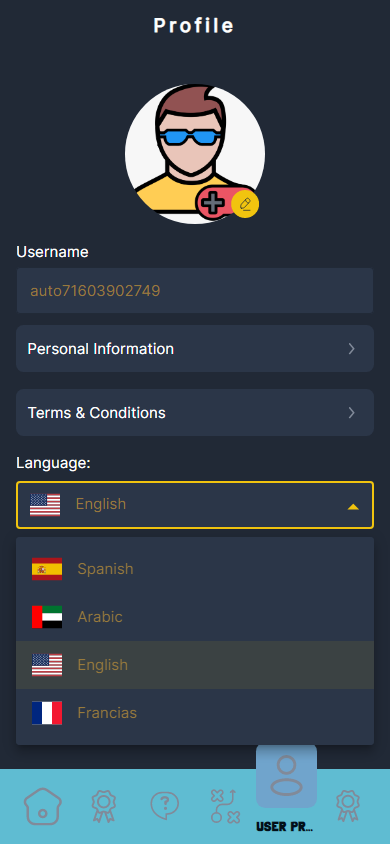 Profile
Username
auto71603902749
Personal Information
Terms & Conditions
Language:
English
Spanish
Arabic
English
Francias
USER PR...